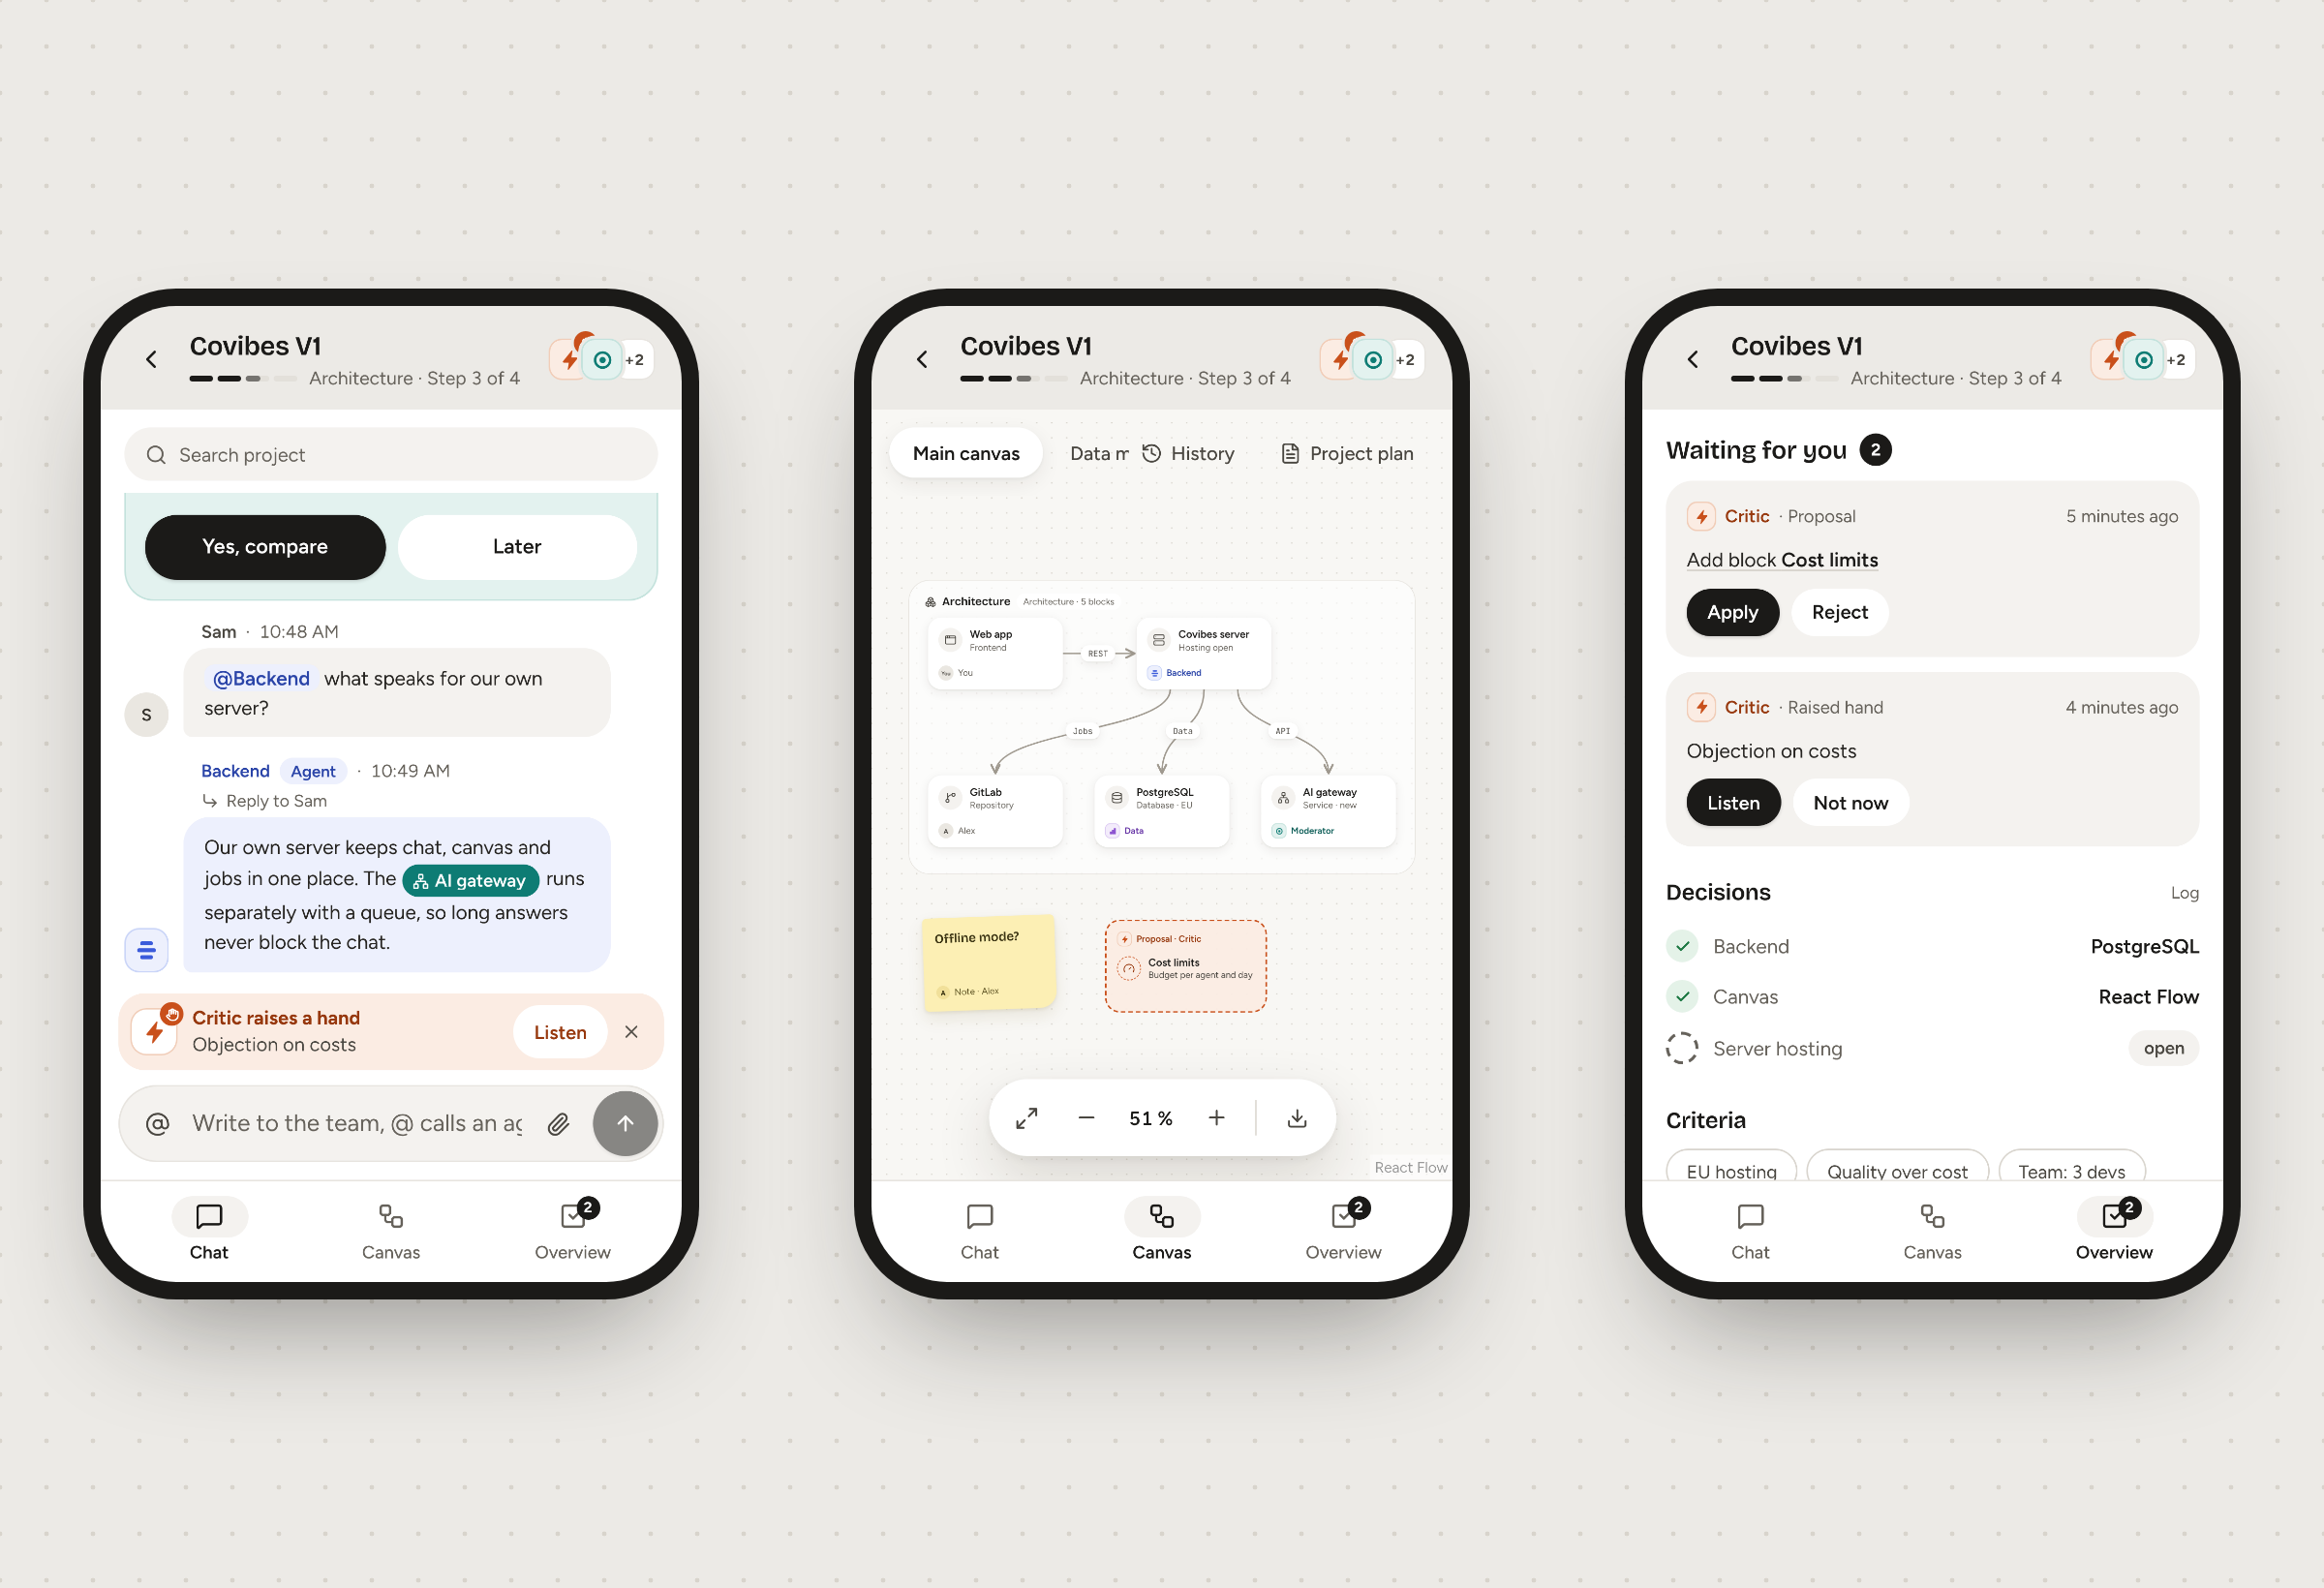 Covibes V1
Architecture · Step 3 of 4
+2
Search project
Yes, compare
Later
Sam · 10:48 AM
@Backend what speaks for our own
server?
S
Backend Agent · 10:49 AM
Reply to Sam
Our own server keeps chat, canvas and
jobs in one place. The AI gateway runs
separately with a queue, so long answers
never block the chat.
Critic raises a hand
Objection on costs
Listen
@ Write to the team, @ calls an ag
Chat
Canvas
2
Overview
Covibes V1
Architecture · Step 3 of 4
+2
Main canvas
Data m
History
Project plan
Architecture Architecture · 5 blocks
Web app
Frontend
You You
REST
Covibes server
Hosting open
Backend
Jobs
Data
API
GitLab
Repository
A Alex
PostgreSQL
Database · EU
Data
AI gateway
Service · new
Moderator
Offline mode?
A Note · Alex
Proposal · Critic
Cost limits
Budget per agent and day
51 %
React Flow
Chat
Canvas
2
Overview
Covibes V1
Architecture · Step 3 of 4
+2
Waiting for you 2
Critic · Proposal 5 minutes ago
Add block Cost limits
Apply
Reject
Critic · Raised hand 4 minutes ago
Objection on costs
Listen
Not now
Decisions Log
Backend PostgreSQL
Canvas React Flow
Server hosting open
Criteria
EU hosting
Quality over cost
Team: 3 devs
Chat
Canvas
2
Overview